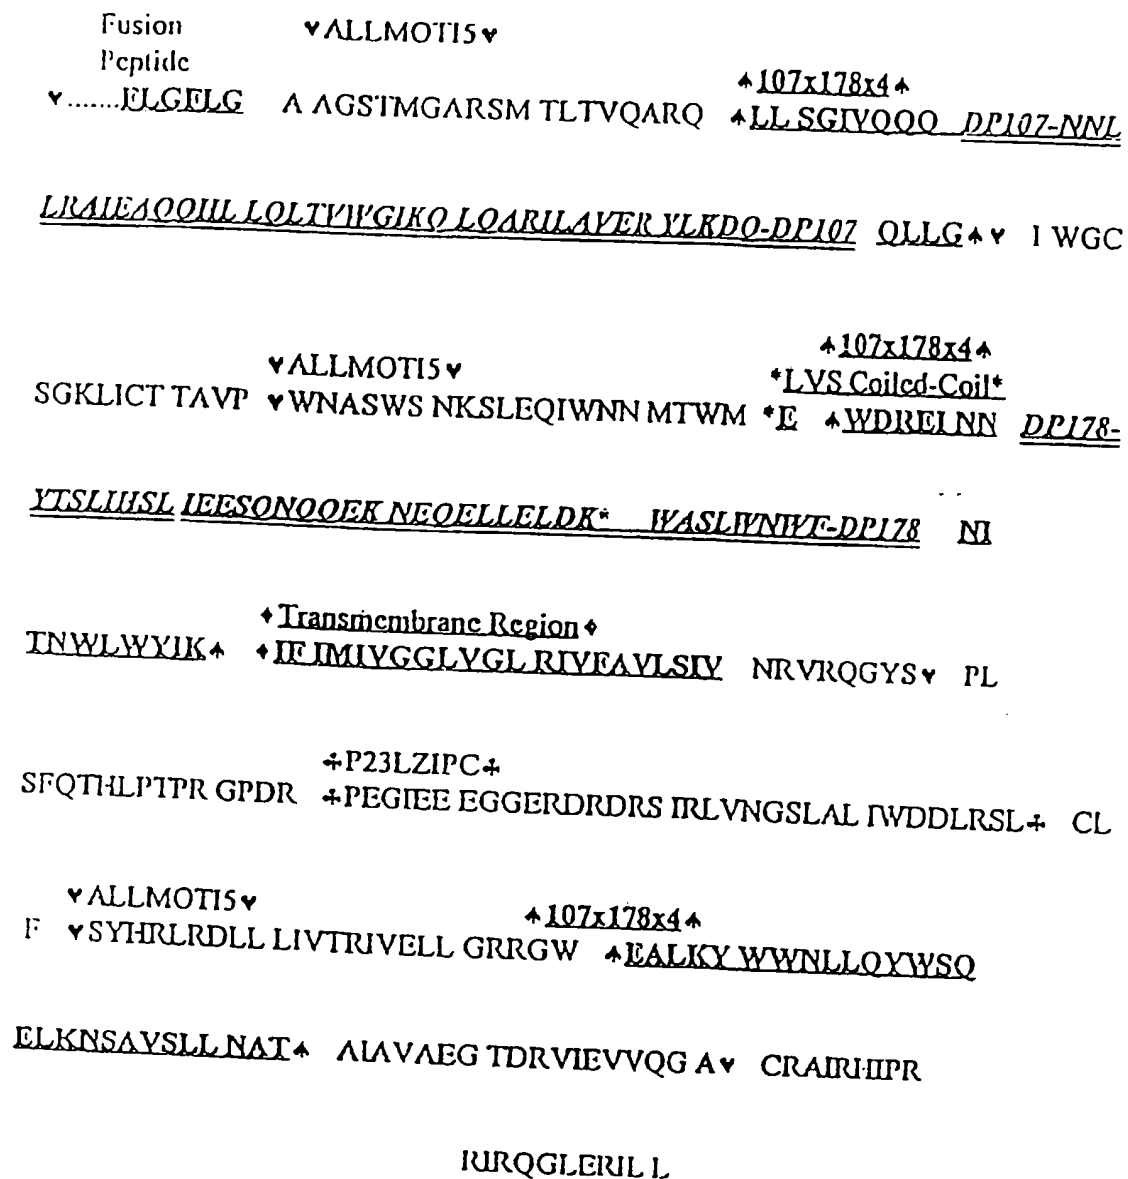 Fusion ♥ALLMOTI5♥
Peptide
♠107x178x4♠
♥.......FLGFLG A AGSTMGARSM TLTVQARQ ♠LL SGIVQQQ DP107-NNL
LRAIEAQQHL LQLTVWGIKQ LQARILAVER YLKDQ-DP107 QLLG♠♥ I WGC
♠107x178x4♠
♥ALLMOTI5♥ *LVS Coiled-Coil*
SGKLICT TAVP ♥WNASWS NKSLEQIWNN MTWM *E ♠WDREINN DP178-
YTSLIHSL IEESQNQQEK NEQELLELDK* WASLWNWF-DP178 NI
TNWLWYIK♠ ♦IFIMIVGGLVGL RIVFAVLSIV NRVRQGYS♥ PL
♦Transmembrane Region♦
♣P23LZIPC♣
SFQTHLPTPR GPDR ♣PEGIEE EGGERDRDRS IRLVNGSLAL IWDDLRSL♣ CL
♥ALLMOTI5♥ ♠107x178x4♠
F ♥SYHRLRDLL LIVTRIVELL GRRGW ♠EALKY WWNLLQYWSQ
ELKNSAVSLL NAT♠ AIAVAEG TDRVIEVVQG A♥ CRAIRHIPR
RIRQGLERIL L